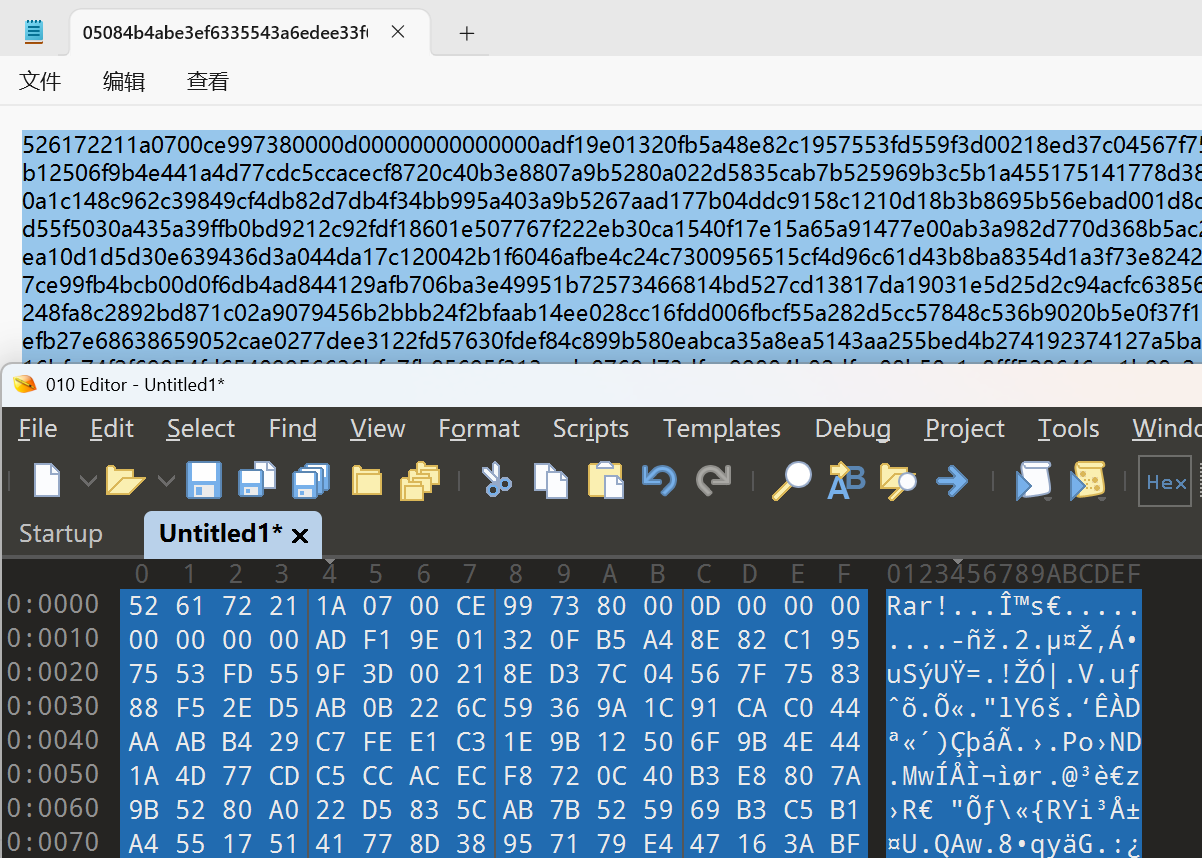 05084b4abe3ef6335543a6edee33f
文件 编辑 查看
526172211a0700ce997380000d00000000000000adf19e01320fb5a48e82c1957553fd559f3d00218ed37c04567f75
b12506f9b4e441a4d77cdc5ccacecf8720c40b3e8807a9b5280a022d5835cab7b525969b3c5b1a455175141778d38
0a1c148c962c39849cf4db82d7db4f34bb995a403a9b5267aad177b04ddc9158c1210d18b3b8695b56ebad001d8c
d55f5030a435a39ffb0bd9212c92fdf18601e507767f222eb30ca1540f17e15a65a91477e00ab3a982d770d368b5ac2
ea10d1d5d30e639436d3a044da17c120042b1f6046afbe4c24c7300956515cf4d96c61d43b8ba8354d1a3f73e8242
7ce99fb4bcb00d0f6db4ad844129afb706ba3e49951b72573466814bd527cd13817da19031e5d25d2c94acfc63856
248fa8c2892bd871c02a9079456b2bbb24f2bfaab14ee028cc16fdd006fbcf55a282d5cc57848c536b9020b5e0f37f1
efb27e68638659052cae0277dee3122fd57630fdef84c899b580eabca35a8ea5143aa255bed4b274192374127a5ba
010 Editor - Untitled1*
File Edit Select Find View Format Scripts Templates Debug Project Tools Windo
Hex
Startup Untitled1* ×
0 1 2 3 4 5 6 7 8 9 A B C D E F 0123456789ABCDEF
0:0000 52 61 72 21 1A 07 00 CE 99 73 80 00 0D 00 00 00 Rar!...Î™s€.....
0:0010 00 00 00 00 AD F1 9E 01 32 0F B5 A4 8E 82 C1 95 ....-ñž.2.µ¤Ž‚Á•
0:0020 75 53 FD 55 9F 3D 00 21 8E D3 7C 04 56 7F 75 83 uSýUŸ=.!ŽÓ|.V.uƒ
0:0030 88 F5 2E D5 AB 0B 22 6C 59 36 9A 1C 91 CA C0 44 ˆõ.Õ«."lY6š.‘ÊÀD
0:0040 AA AB B4 29 C7 FE E1 C3 1E 9B 12 50 6F 9B 4E 44 ª«´)ÇþáÃ.›.Po›ND
0:0050 1A 4D 77 CD C5 CC AC EC F8 72 0C 40 B3 E8 80 7A .MwÍÅÌ¬ìør.@³è€z
0:0060 9B 52 80 A0 22 D5 83 5C AB 7B 52 59 69 B3 C5 B1 ›R€ "Õƒ\«{RYi³Å±
0:0070 A4 55 17 51 41 77 8D 38 95 71 79 E4 47 16 3A BF ¤U.QAw.8•qyäG.:¿